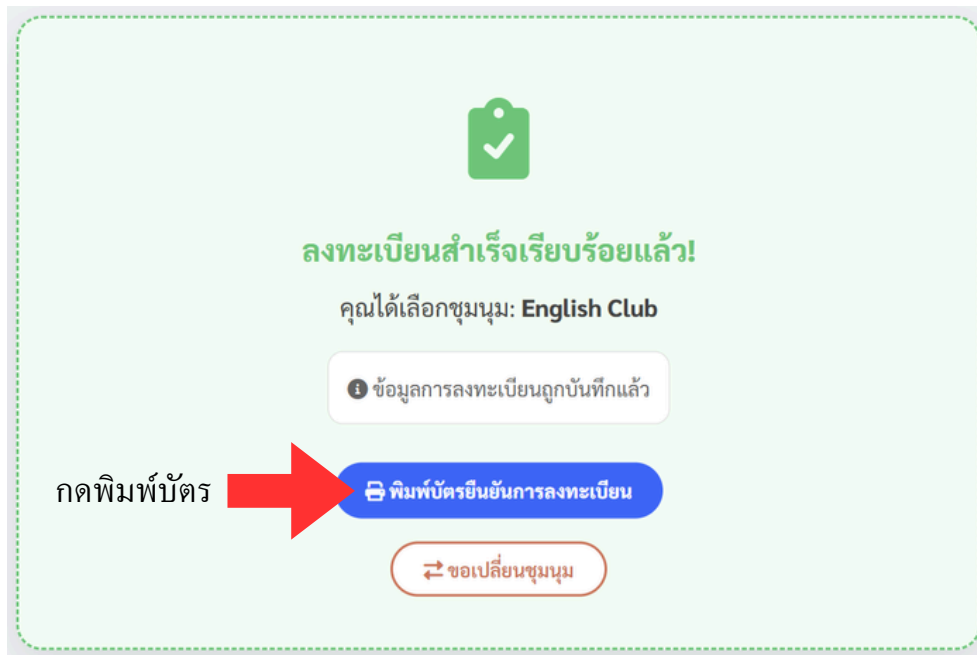 ลงทะเบียนสำเร็จเรียบร้อยแล้ว!
คุณได้เลือกชุมนุม: English Club
ข้อมูลการลงทะเบียนถูกบันทึกแล้ว
กดพิมพ์บัตร
พิมพ์บัตรยืนยันการลงทะเบียน
ขอเปลี่ยนชุมนุม